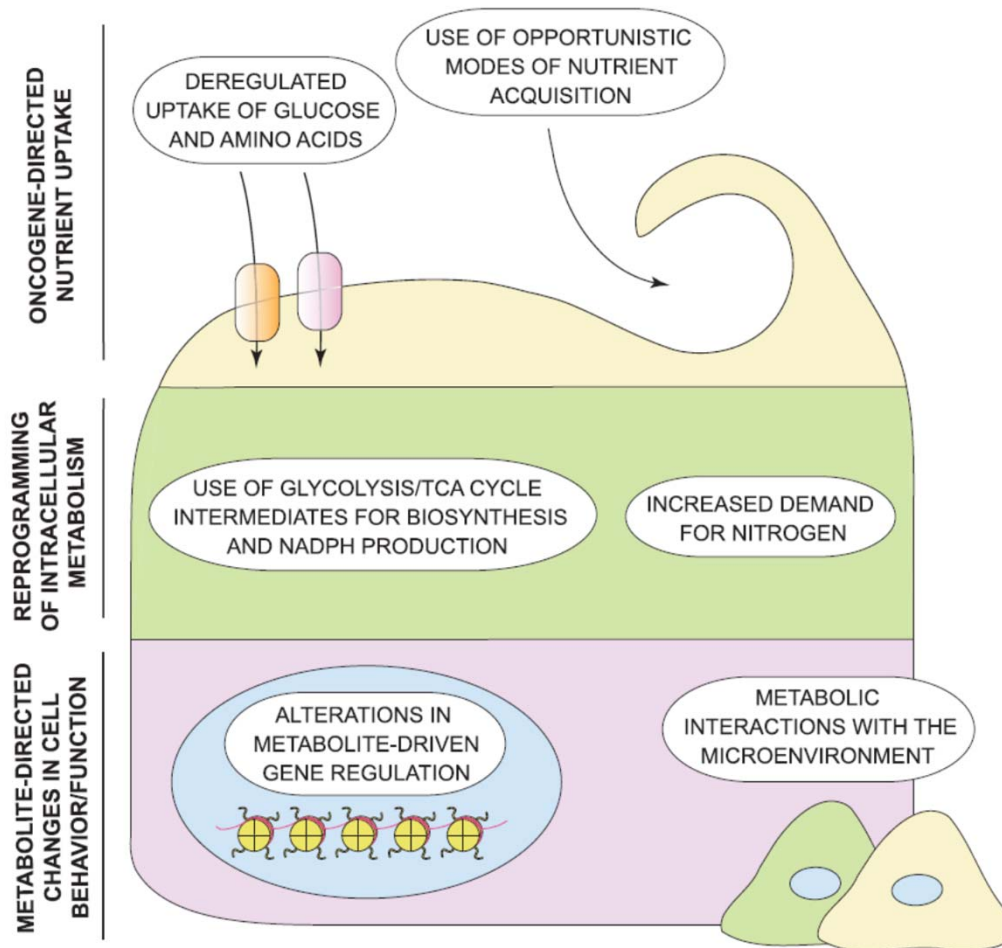 ONCOGENE-DIRECTED
NUTRIENT UPTAKE
DEREGULATED
UPTAKE OF GLUCOSE
AND AMINO ACIDS
USE OF OPPORTUNISTIC
MODES OF NUTRIENT
ACQUISITION
REPROGRAMMING
OF INTRACELLULAR
METABOLISM
USE OF GLYCOLYSIS/TCA CYCLE
INTERMEDIATES FOR BIOSYNTHESIS
AND NADPH PRODUCTION
INCREASED DEMAND
FOR NITROGEN
METABOLITE-DIRECTED
CHANGES IN CELL
BEHAVIOR/FUNCTION
ALTERATIONS IN
METABOLITE-DRIVEN
GENE REGULATION
METABOLIC
INTERACTIONS WITH THE
MICROENVIRONMENT